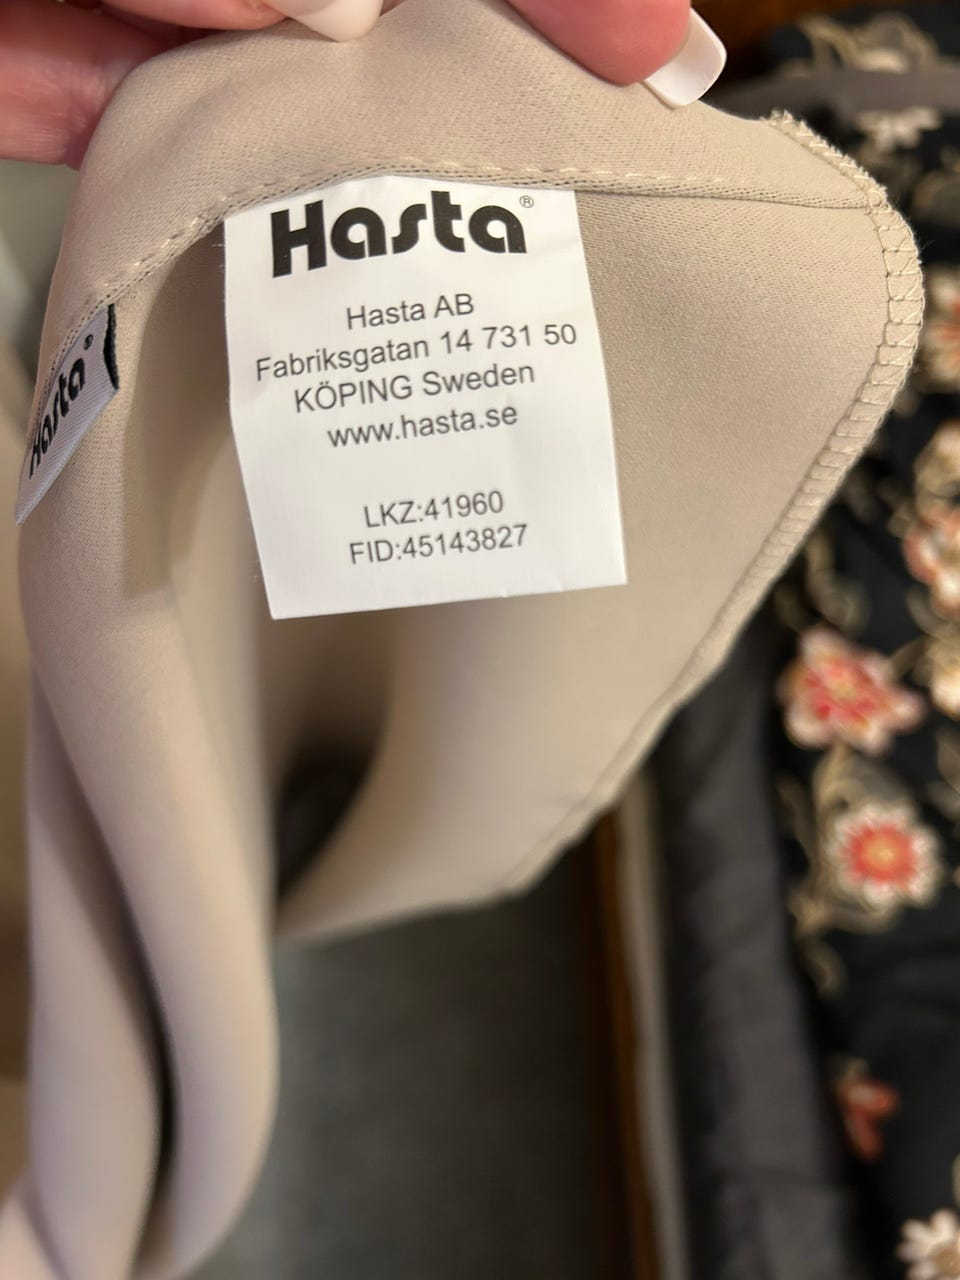 Hasta®
Hasta AB
Fabriksgatan 14 731 50
KÖPING Sweden
www.hasta.se
LKZ:41960
FID:45143827
Hasta®